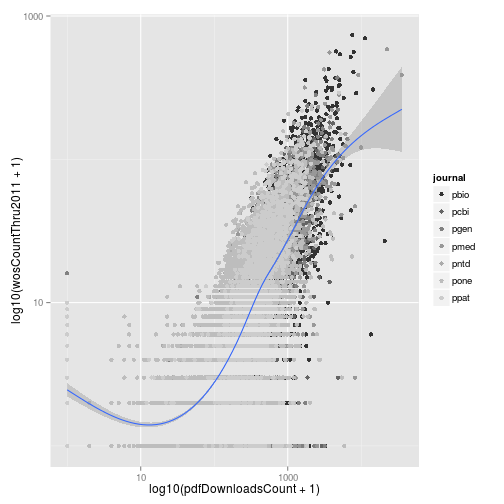 1000
10
log10(wosCountThru2011 + 1)
10
1000
log10(pdfDownloadsCount + 1)
journal
pbio
pcbi
pgen
pmed
pntd
pone
ppat